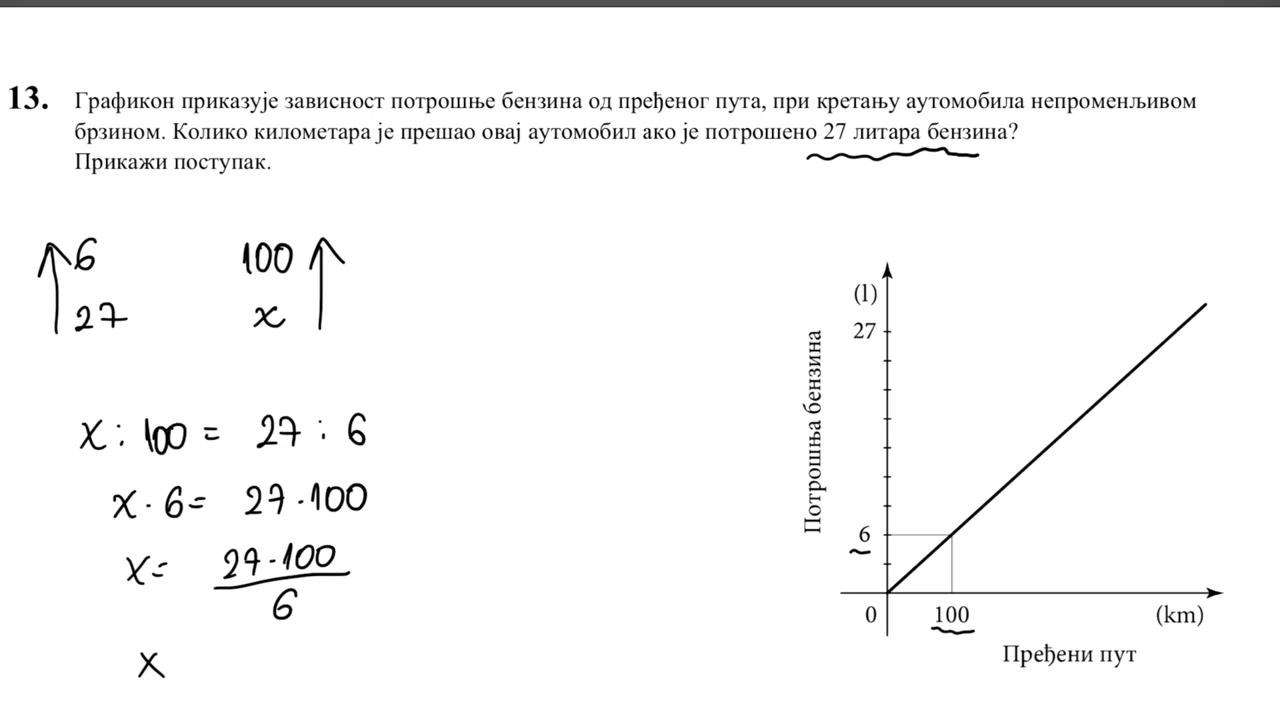 13. Графикон приказује зависност потрошње бензина од пређеног пута, при кретању аутомобила непроменљивом
брзином. Колико километара је прешао овај аутомобил ако је потрошено 27 литара бензина?
Прикажи поступак.
6 100
27 x
x : 100 = 27 : 6
x · 6 = 27 · 100
x = 27 · 100
6
x
(l)
27
Потрошња бензина
6
0 100 (km)
Пређени пут